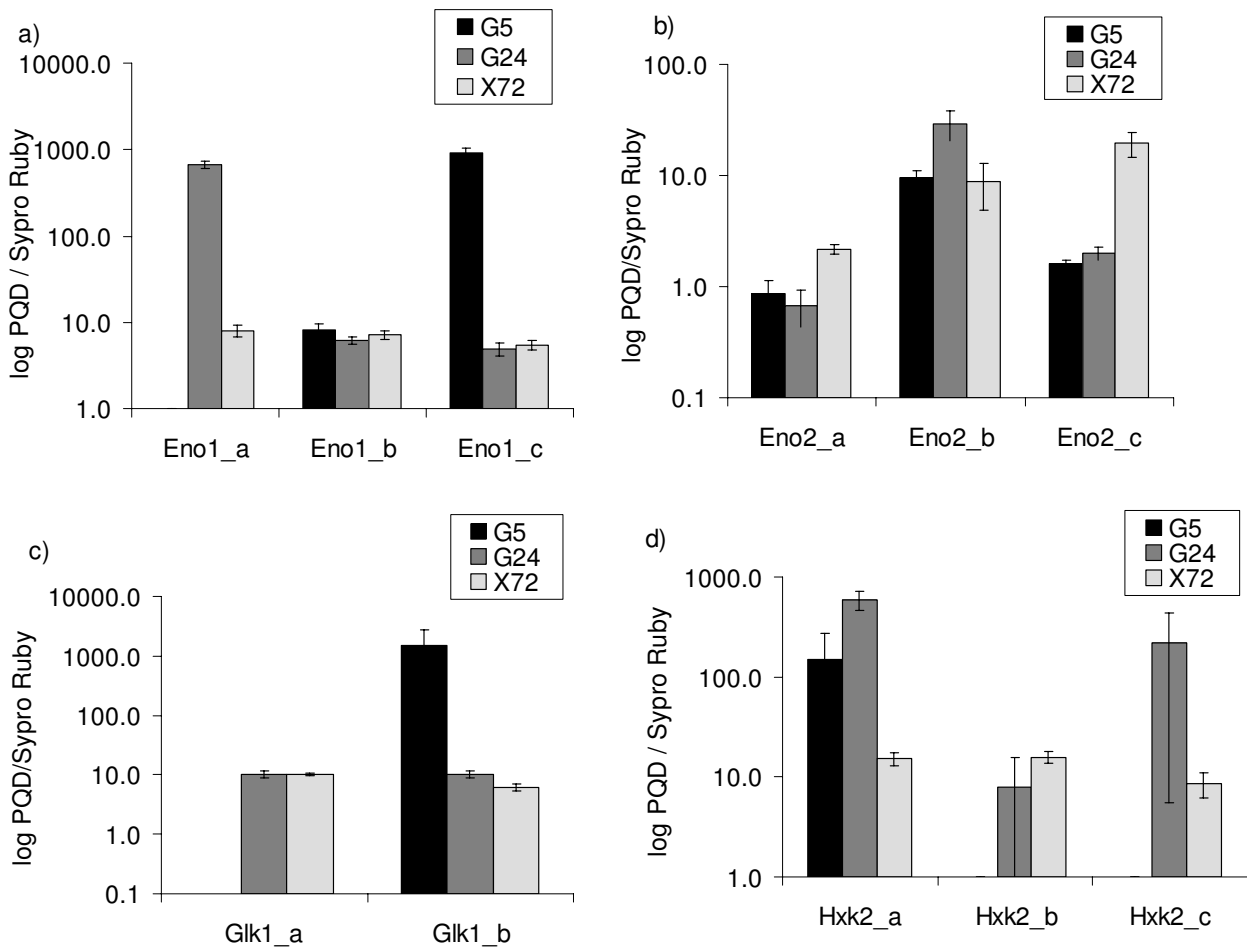 a)
G5
G24
X72
log PQD / Sypro Ruby
10000.0
1000.0
100.0
10.0
1.0
Eno1_a Eno1_b Eno1_c
b)
G5
G24
X72
log PQD/Sypro Ruby
100.0
10.0
1.0
0.1
Eno2_a Eno2_b Eno2_c
c)
G5
G24
X72
log PQD/Sypro Ruby
10000.0
1000.0
100.0
10.0
1.0
0.1
Glk1_a Glk1_b
d)
G5
G24
X72
log PQD / Sypro Ruby
1000.0
100.0
10.0
1.0
Hxk2_a Hxk2_b Hxk2_c